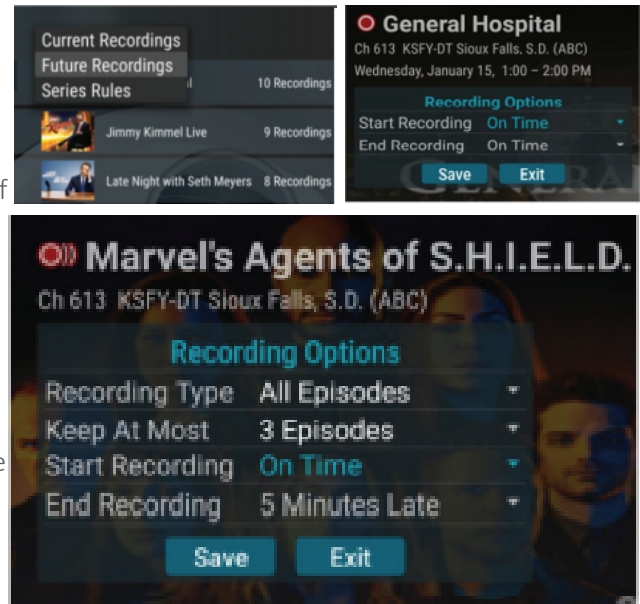 Current Recordings
Future Recordings
Series Rules
10 Recordings
Jimmy Kimmel Live 9 Recordings
Late Night with Seth Meyers 8 Recordings
General Hospital
Ch 613 KSFY-DT Sioux Falls, S.D. (ABC)
Wednesday, January 15, 1:00 – 2:00 PM
Recording Options
Start Recording On Time
End Recording On Time
Save Exit
Marvel's Agents of S.H.I.E.L.D.
Ch 613 KSFY-DT Sioux Falls, S.D. (ABC)
Recording Options
Recording Type All Episodes
Keep At Most 3 Episodes
Start Recording On Time
End Recording 5 Minutes Late
Save Exit